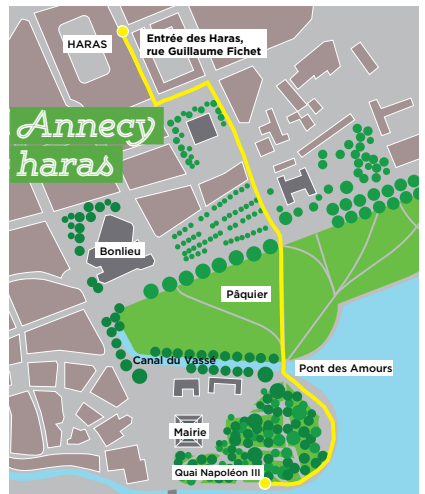 HARAS
Entrée des Haras,
rue Guillaume Fichet
Annecy
haras
Bonlieu
Pâquier
Canal du Vassé
Pont des Amours
Mairie
Quai Napoléon III